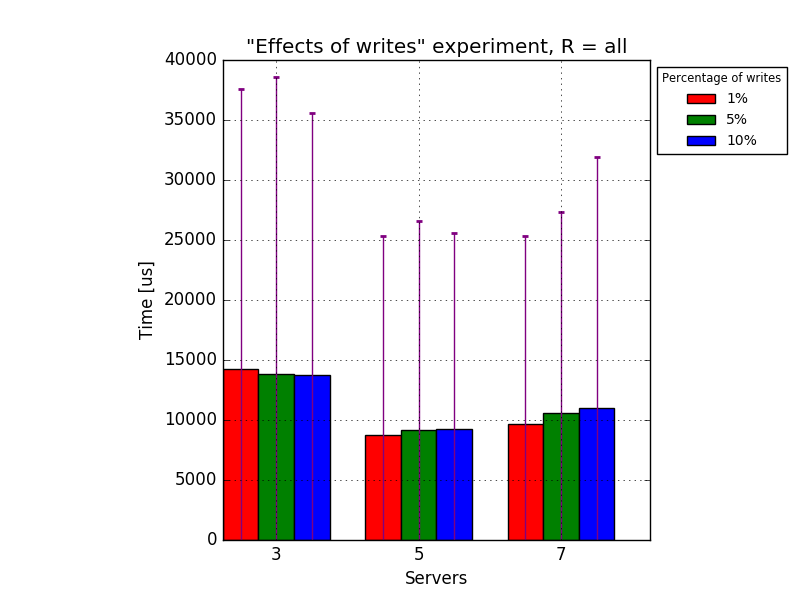 "Effects of writes" experiment, R = all
40000
35000
30000
25000
20000
15000
10000
5000
0
Time [us]
3 5 7
Servers
Percentage of writes
1%
5%
10%